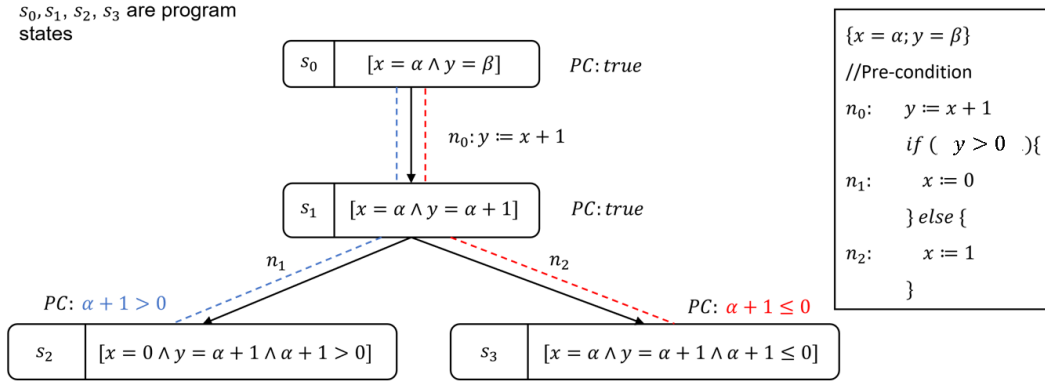 s₀,s₁, s₂, s₃ are program
states
s₀ [x = α ∧ y = β] PC: true
n₀: y ≔ x + 1
s₁ [x = α ∧ y = α + 1] PC: true
n₁ n₂
PC: α + 1 > 0 PC: α + 1 ≤ 0
s₂ [x = 0 ∧ y = α + 1 ∧ α + 1 > 0] s₃ [x = α ∧ y = α + 1 ∧ α + 1 ≤ 0]
{x = α; y = β}
//Pre-condition
n₀: y ≔ x + 1
if ( y > 0 ){
n₁: x ≔ 0
} else {
n₂: x ≔ 1
}